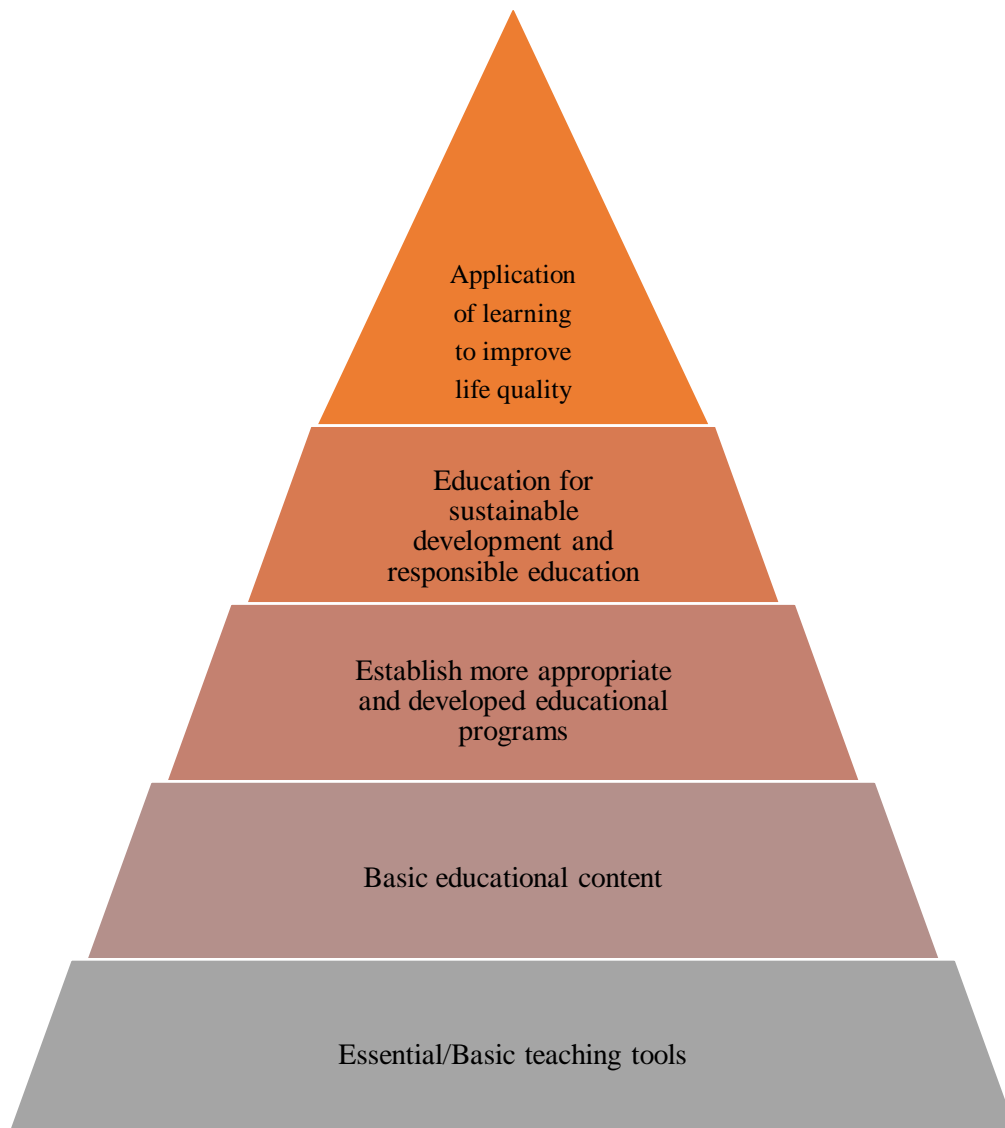 Application
of learning
to improve
life quality
Education for
sustainable
development and
responsible education
Establish more appropriate
and developed educational
programs
Basic educational content
Essential/Basic teaching tools